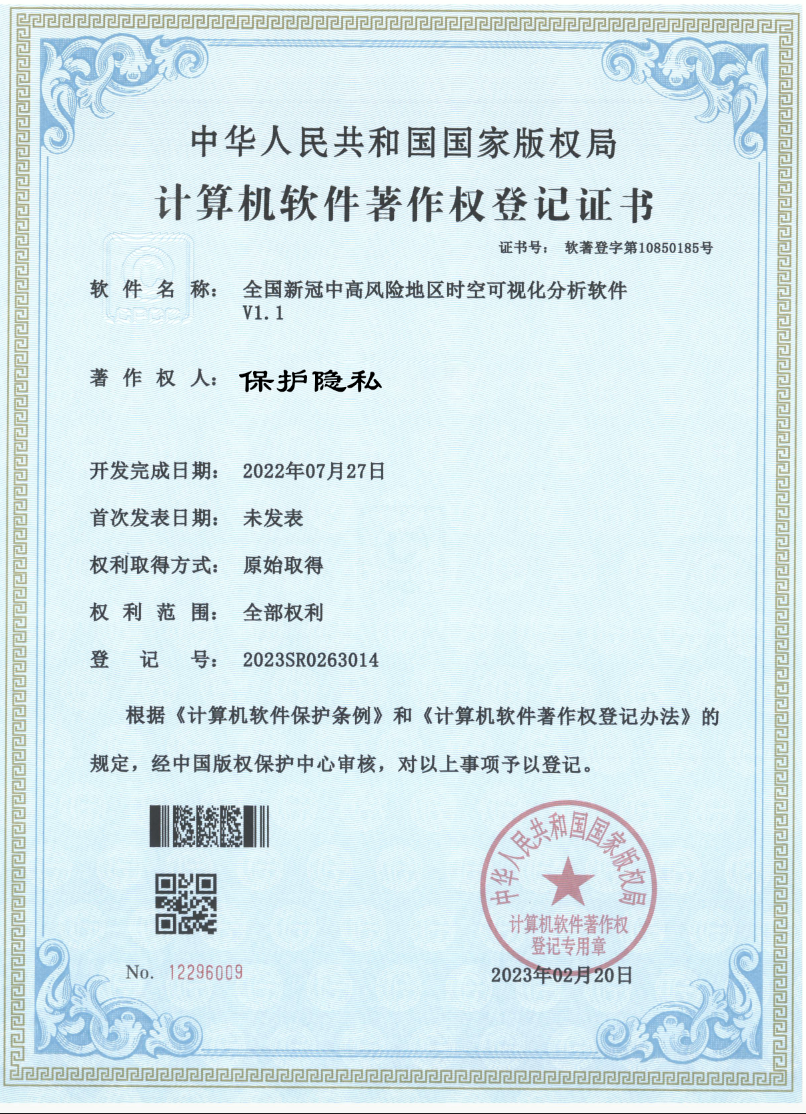 中华人民共和国国家版权局
计算机软件著作权登记证书
证书号： 软著登字第10850185号
软件名称： 全国新冠中高风险地区时空可视化分析软件
V1.1
著作权人： 保护隐私
开发完成日期： 2022年07月27日
首次发表日期： 未发表
权利取得方式： 原始取得
权利范围： 全部权利
登记号： 2023SR0263014
根据《计算机软件保护条例》和《计算机软件著作权登记办法》的
规定，经中国版权保护中心审核，对以上事项予以登记。
中华人民共和国国家版权局
计算机软件著作权
登记专用章
No. 12296009
2023年02月20日